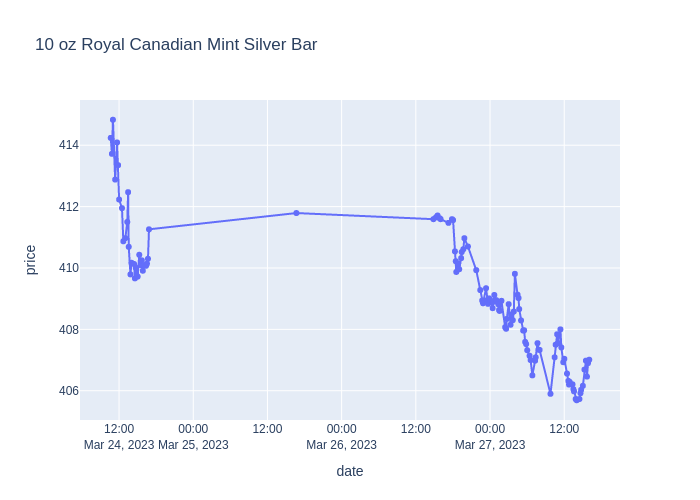 10 oz Royal Canadian Mint Silver Bar
414
412
410
408
406
price
12:00 00:00 12:00 00:00 12:00 00:00 12:00
Mar 24, 2023 Mar 25, 2023 Mar 26, 2023 Mar 27, 2023
date